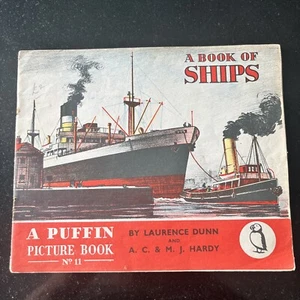 A BOOK OF
SHIPS
A PUFFIN
PICTURE BOOK
Nº 11
BY LAURENCE DUNN
AND
A. C. & M. J. HARDY